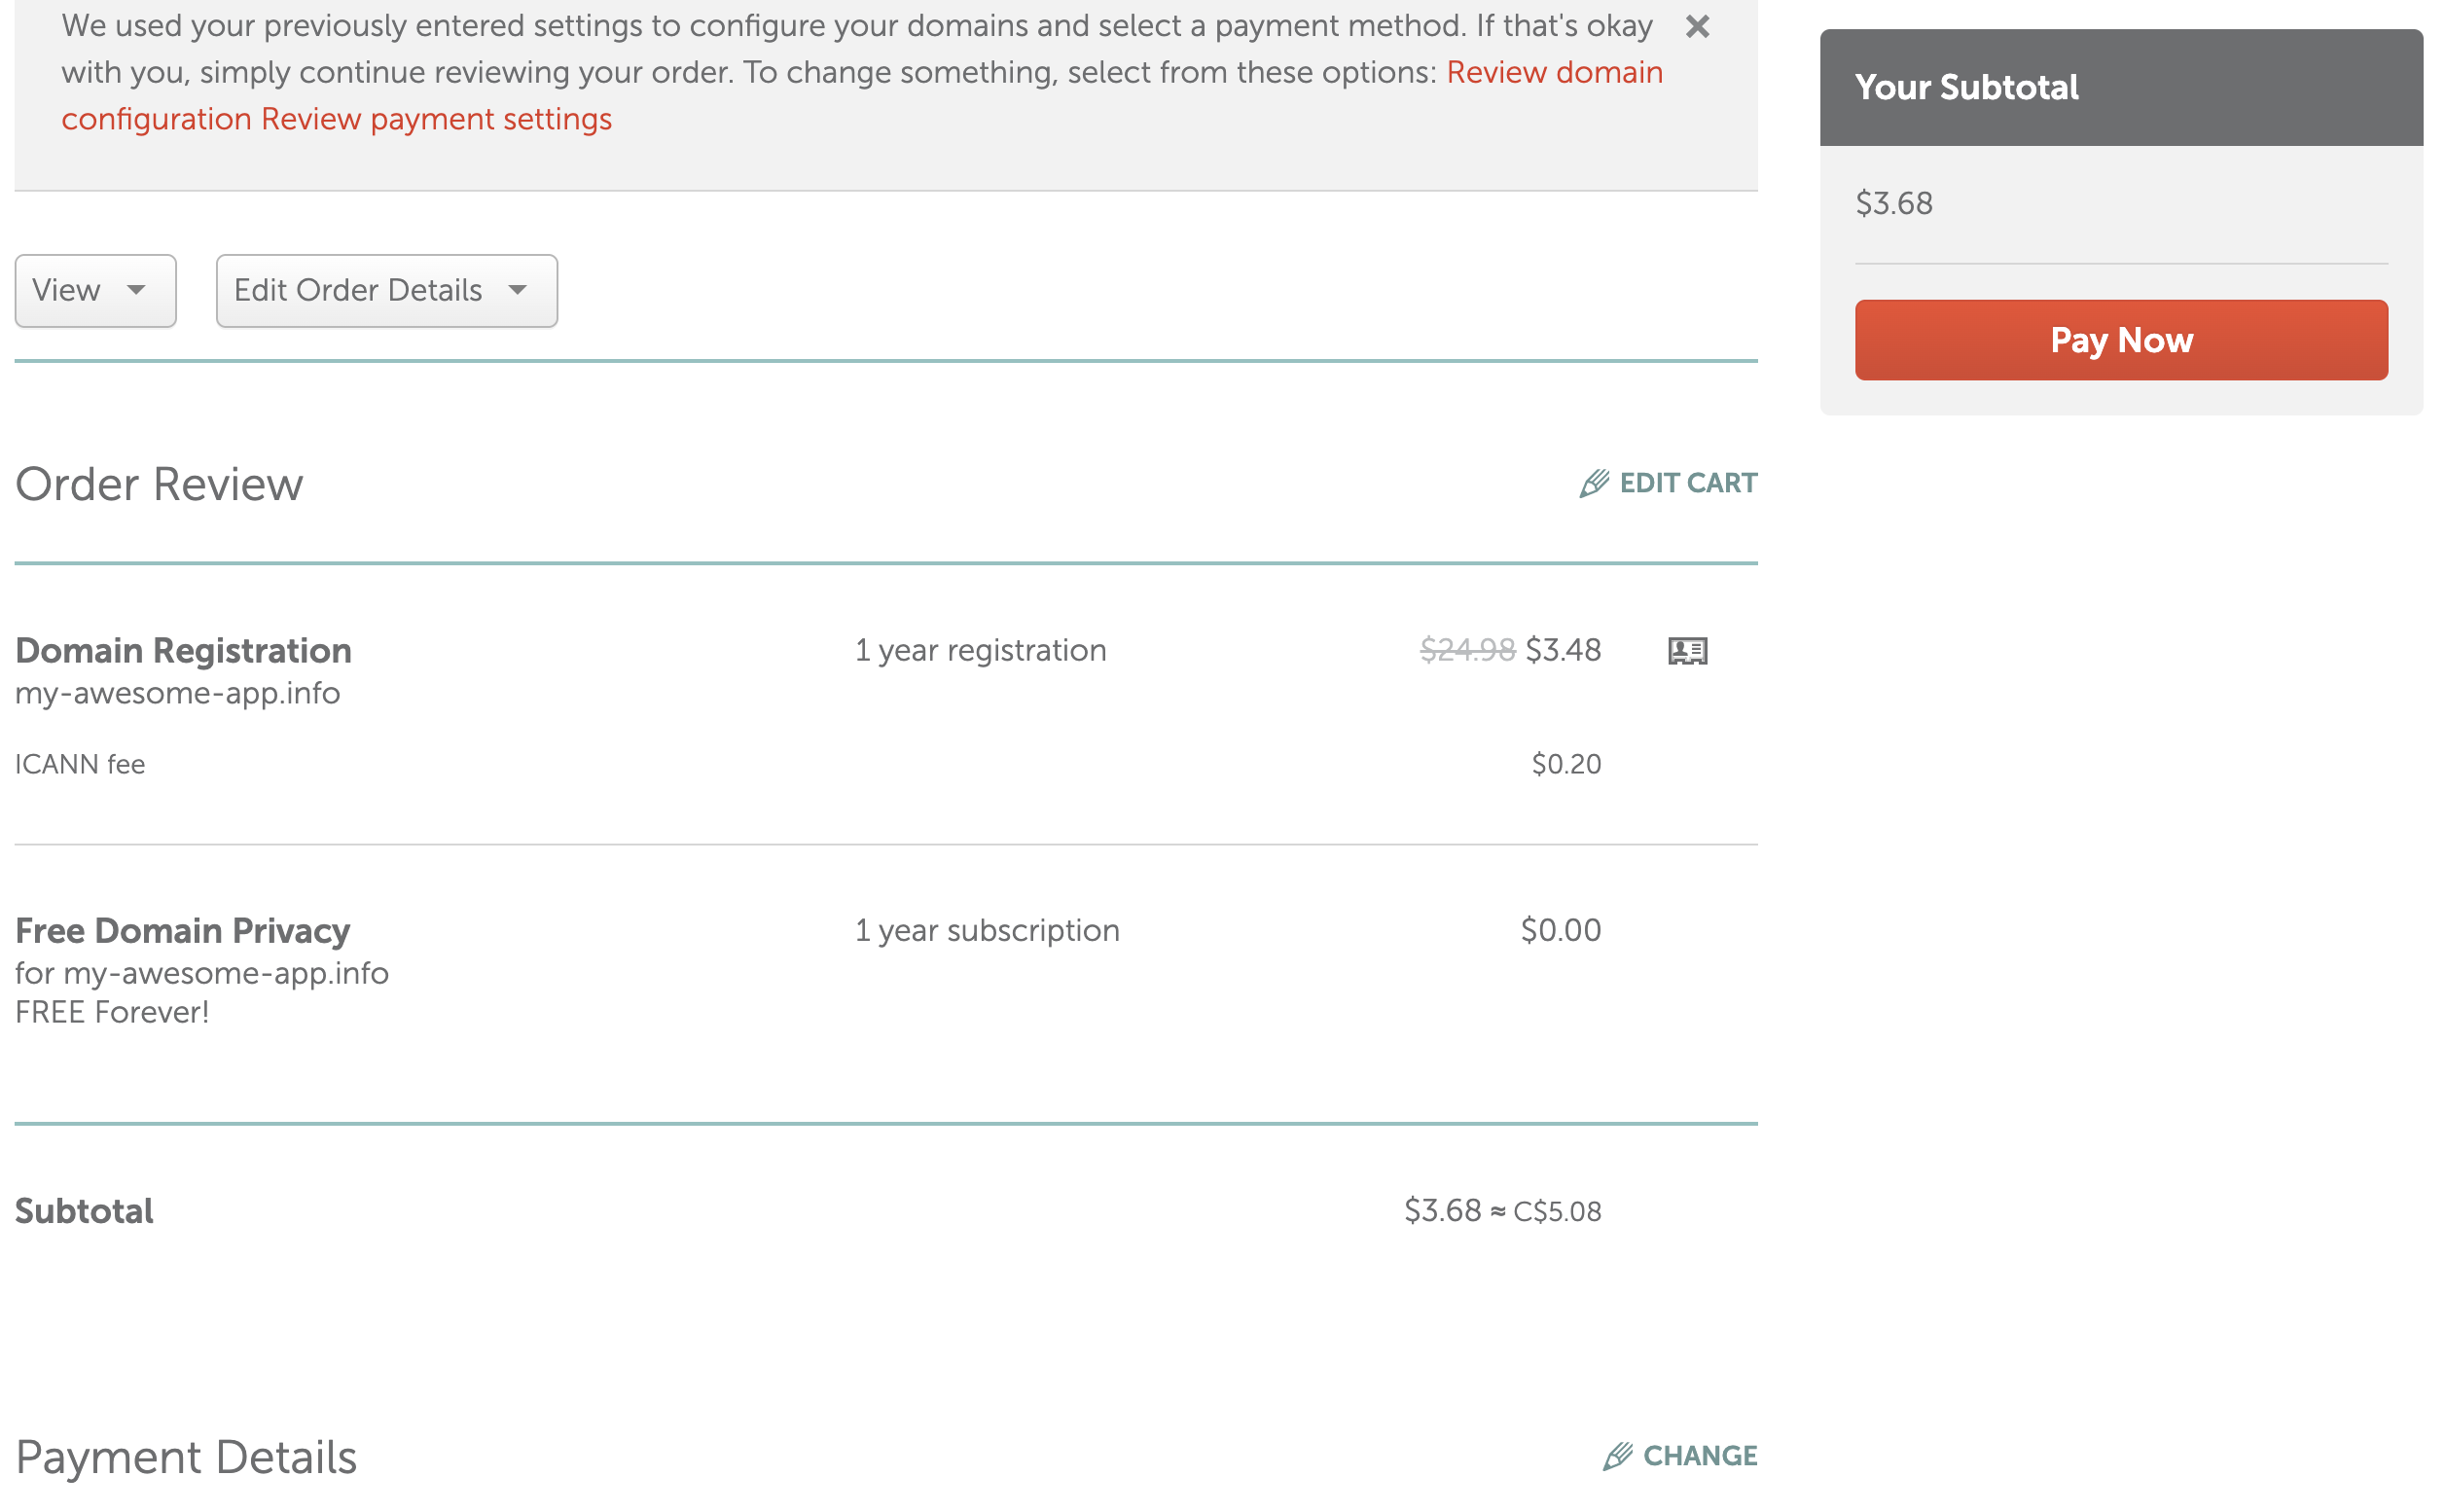 We used your previously entered settings to configure your domains and select a payment method. If that's okay
with you, simply continue reviewing your order. To change something, select from these options: Review domain
configuration Review payment settings
Your Subtotal
$3.68
Pay Now
View
Edit Order Details
Order Review
EDIT CART
Domain Registration
1 year registration
$24.98 $3.48
my-awesome-app.info
ICANN fee
$0.20
Free Domain Privacy
1 year subscription
$0.00
for my-awesome-app.info
FREE Forever!
Subtotal
$3.68 ≈ C$5.08
Payment Details
CHANGE